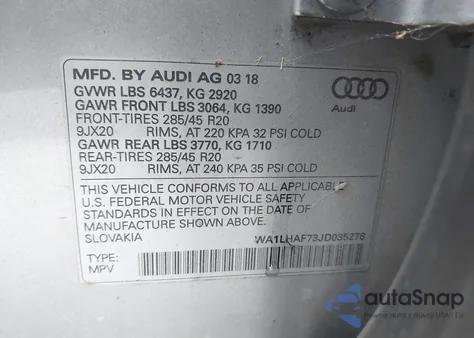 MFD. BY AUDI AG 03 18
GVWR LBS 6437, KG 2920
GAWR FRONT LBS 3064, KG 1390
FRONT-TIRES 285/45 R20
9JX20 RIMS, AT 220 KPA 32 PSI COLD
GAWR REAR LBS 3770, KG 1710
REAR-TIRES 285/45 R20
9JX20 RIMS, AT 240 KPA 35 PSI COLD
Audi
THIS VEHICLE CONFORMS TO ALL APPLICABLE
U.S. FEDERAL MOTOR VEHICLE SAFETY
STANDARDS IN EFFECT ON THE DATE OF
MANUFACTURE SHOWN ABOVE.
SLOVAKIA WA1LHAF73JD035278
TYPE:
MPV
autoSnap